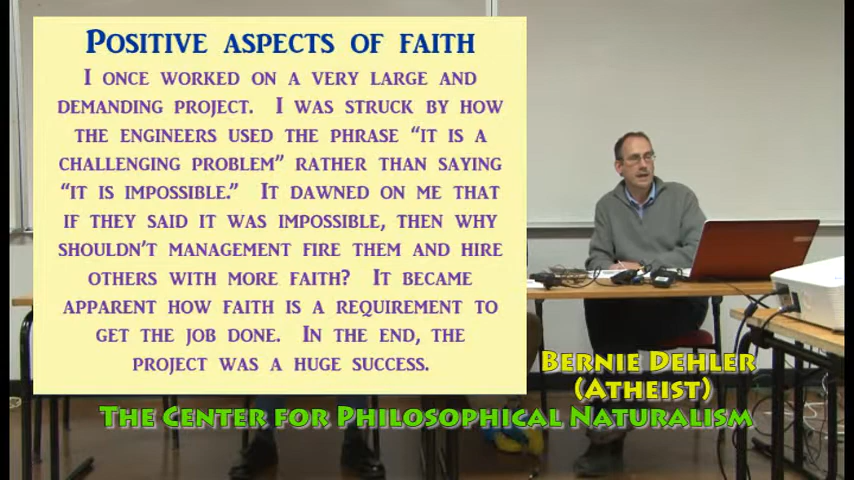 Positive aspects of faith
I once worked on a very large and
demanding project. I was struck by how
the engineers used the phrase “it is a
challenging problem” rather than saying
“it is impossible.” It dawned on me that
if they said it was impossible, then why
shouldn’t management fire them and hire
others with more faith? It became
apparent how faith is a requirement to
get the job done. In the end, the
project was a huge success.
Bernie Dehler
(Atheist)
The Center for Philosophical Naturalism